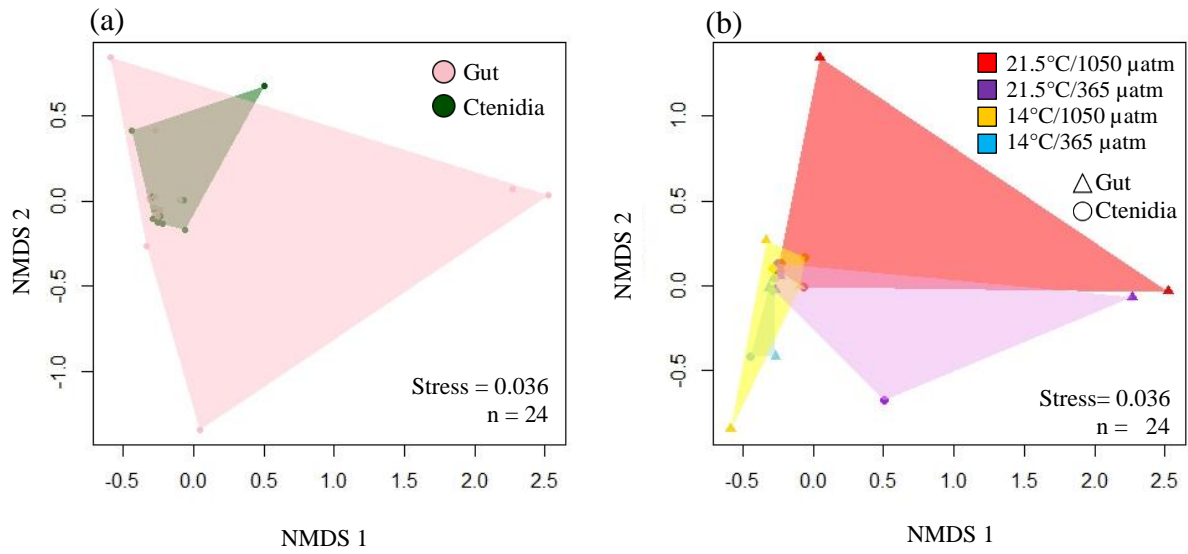 (a)
Gut
Ctenidia
0.5
0.0
-0.5
-1.0
NMDS 2
Stress = 0.036
n = 24
-0.5 0.0 0.5 1.0 1.5 2.0 2.5
NMDS 1
(b)
21.5°C/1050 µatm
21.5°C/365 µatm
14°C/1050 µatm
14°C/365 µatm
Gut
Ctenidia
1.0
0.5
0.0
-0.5
NMDS 2
Stress= 0.036
n = 24
-0.5 0.0 0.5 1.0 1.5 2.0 2.5
NMDS 1